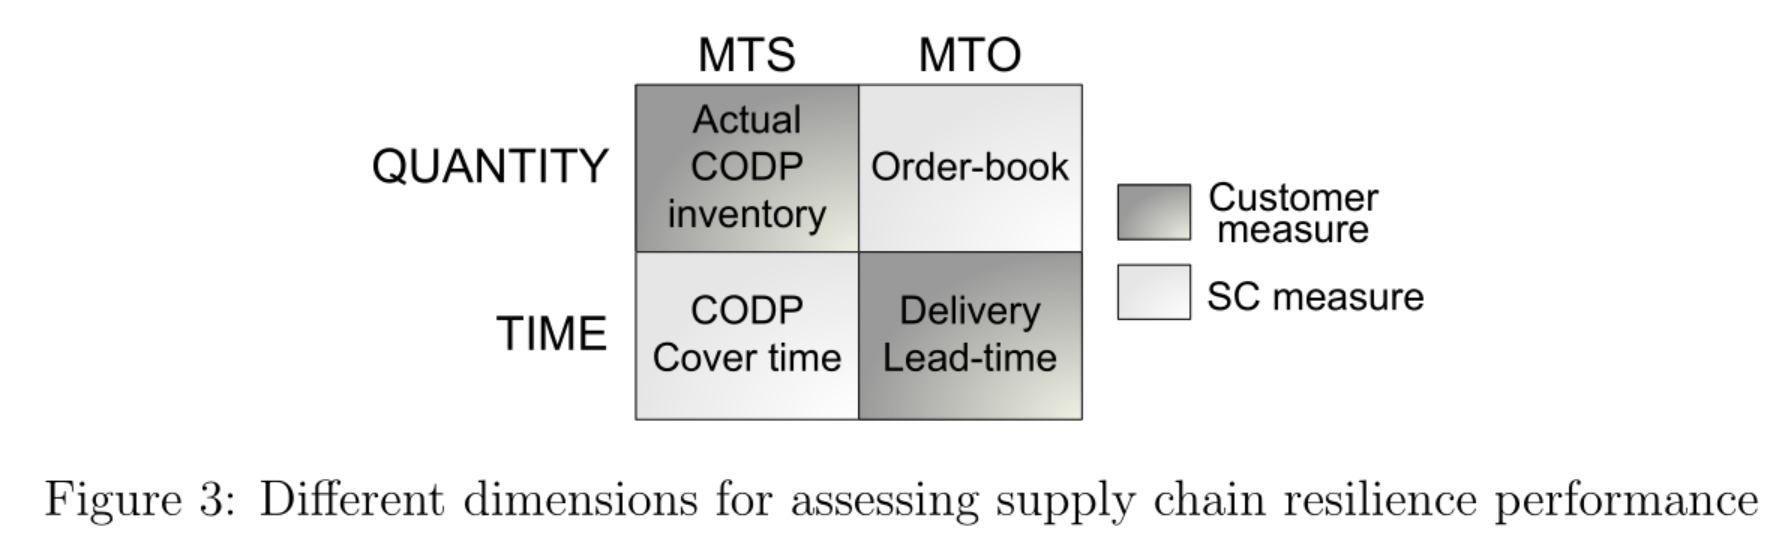 MTS MTO
QUANTITY
Actual
CODP
inventory
Order-book
Customer
measure
TIME
CODP
Cover time
Delivery
Lead-time
SC measure
Figure 3: Different dimensions for assessing supply chain resilience performance